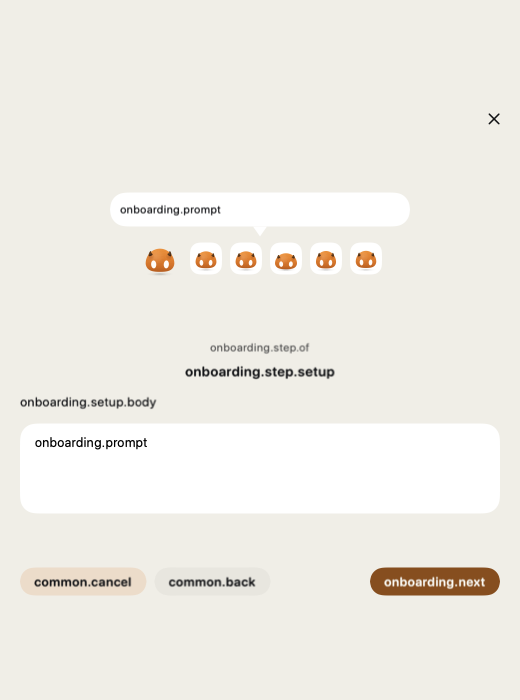 onboarding.prompt
onboarding.step.of
onboarding.step.setup
onboarding.setup.body
onboarding.prompt
common.cancel
common.back
onboarding.next